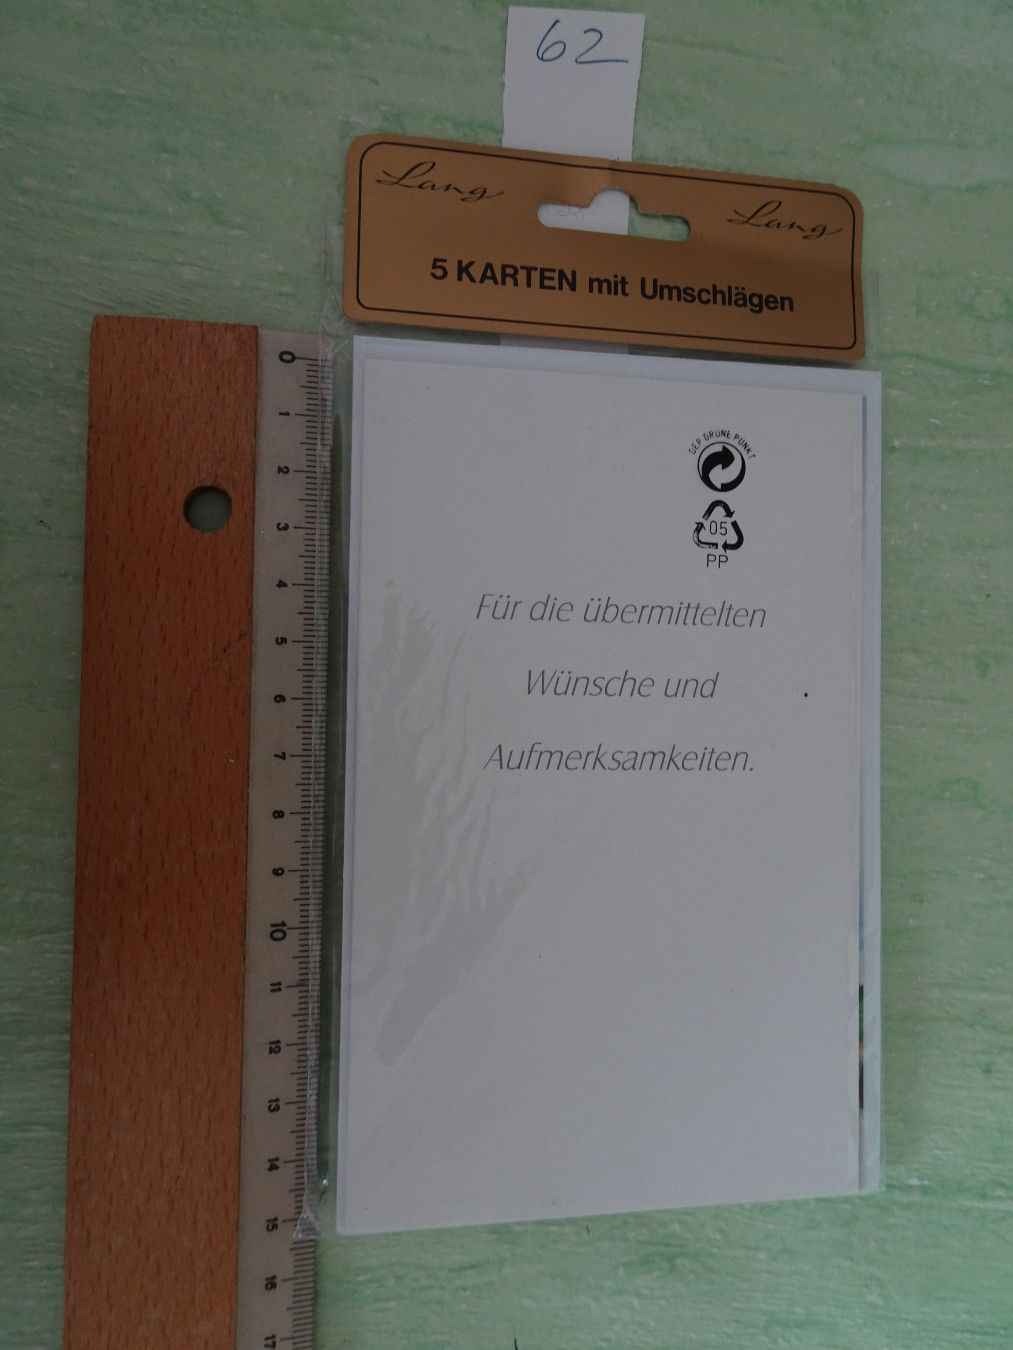 62
Lang Lang
5 KARTEN mit Umschlägen
DER GRÜNE PUNKT
05
PP
Für die übermittelten
Wünsche und
Aufmerksamkeiten.
0
1
2
3
4
5
6
7
8
9
10
11
12
13
14
15
16
17